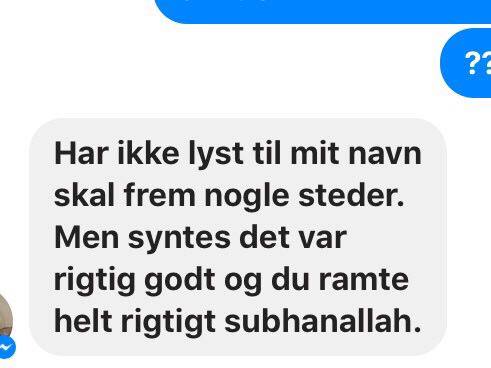 ??
Har ikke lyst til mit navn
skal frem nogle steder.
Men syntes det var
rigtig godt og du ramte
helt rigtigt subhanallah.